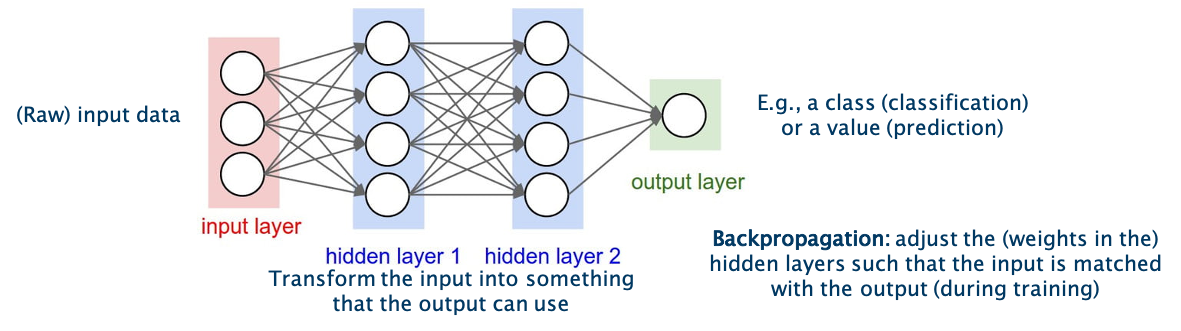 (Raw) input data
input layer
hidden layer 1
hidden layer 2
Transform the input into something
that the output can use
output layer
E.g., a class (classification)
or a value (prediction)
Backpropagation: adjust the (weights in the)
hidden layers such that the input is matched
with the output (during training)